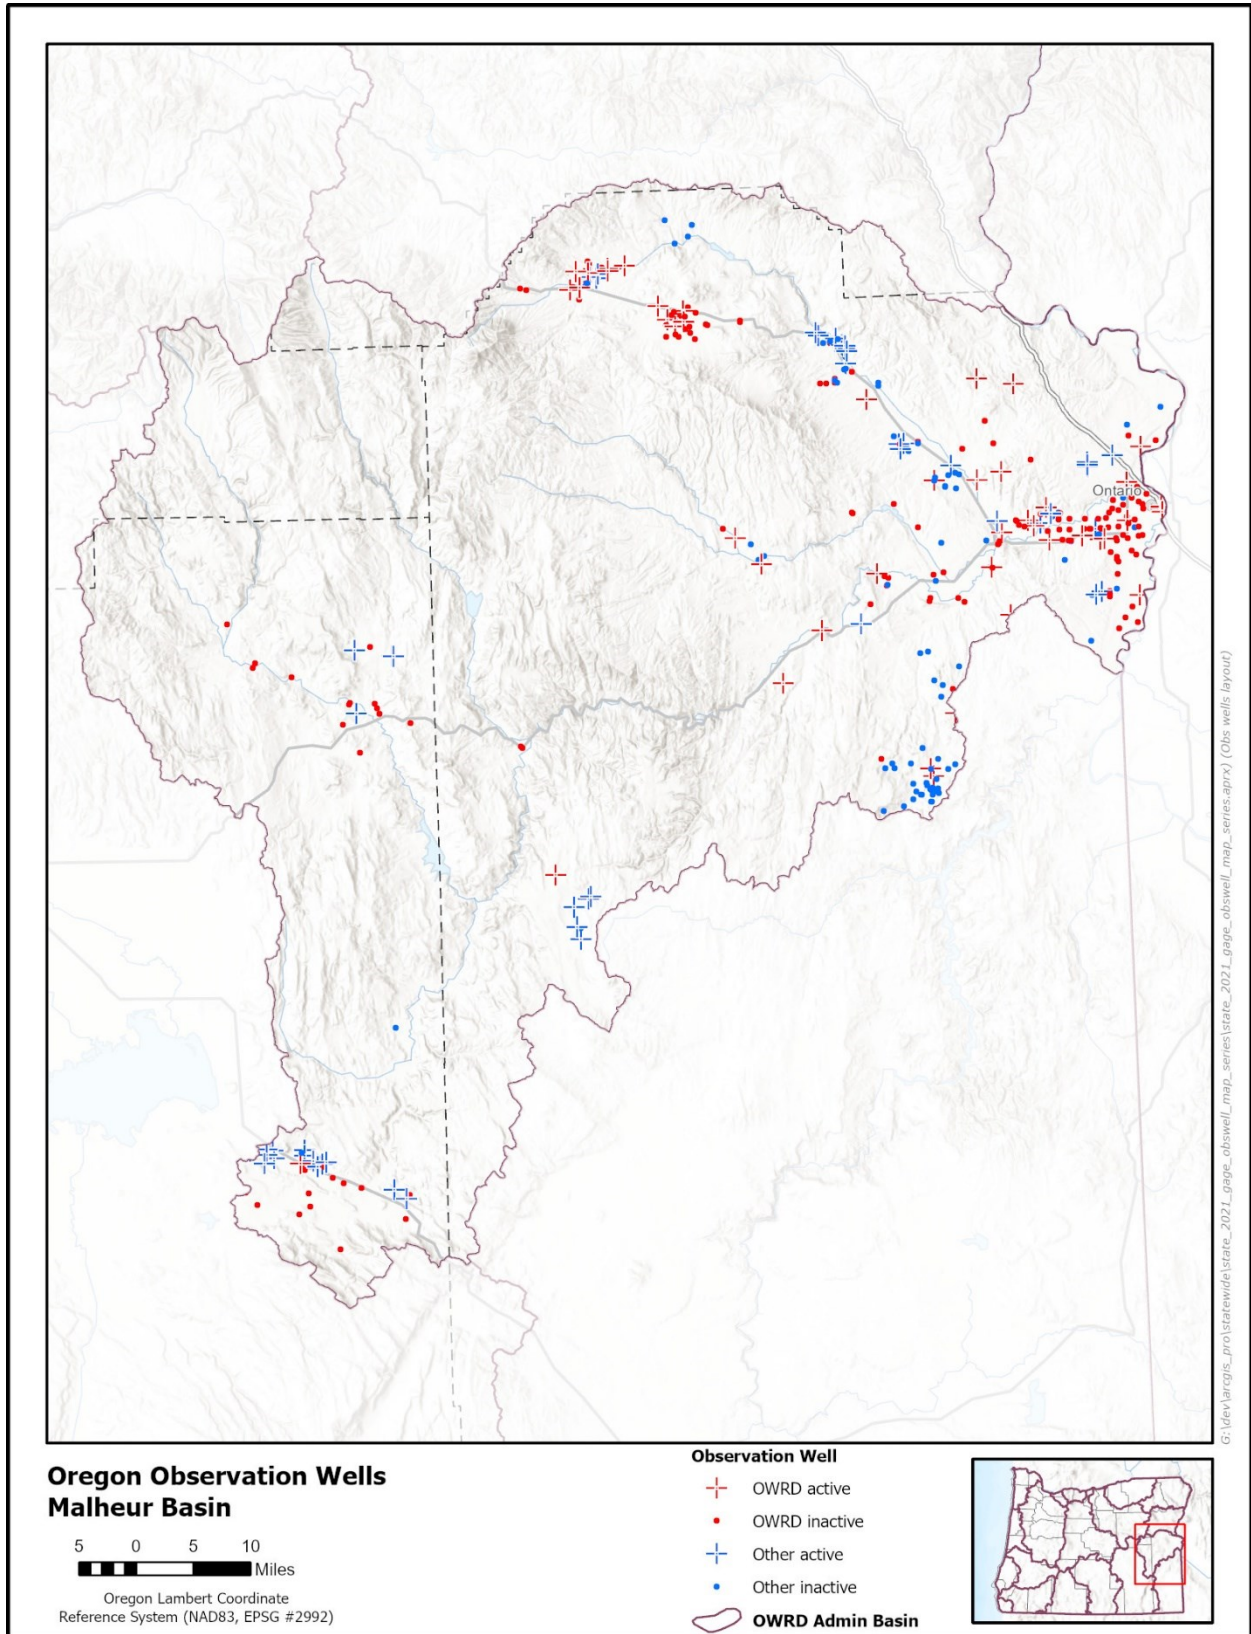 Ontario
G:\dev\arcgis_pro\statewide\state_2021_gage_obswell_map_series\state_2021_gage_obswell_map_series.aprx) (Obs wells layout)
Oregon Observation Wells
Malheur Basin
5 0 5 10
Miles
Oregon Lambert Coordinate
Reference System (NAD83, EPSG #2992)
Observation Well
OWRD active
OWRD inactive
Other active
Other inactive
OWRD Admin Basin